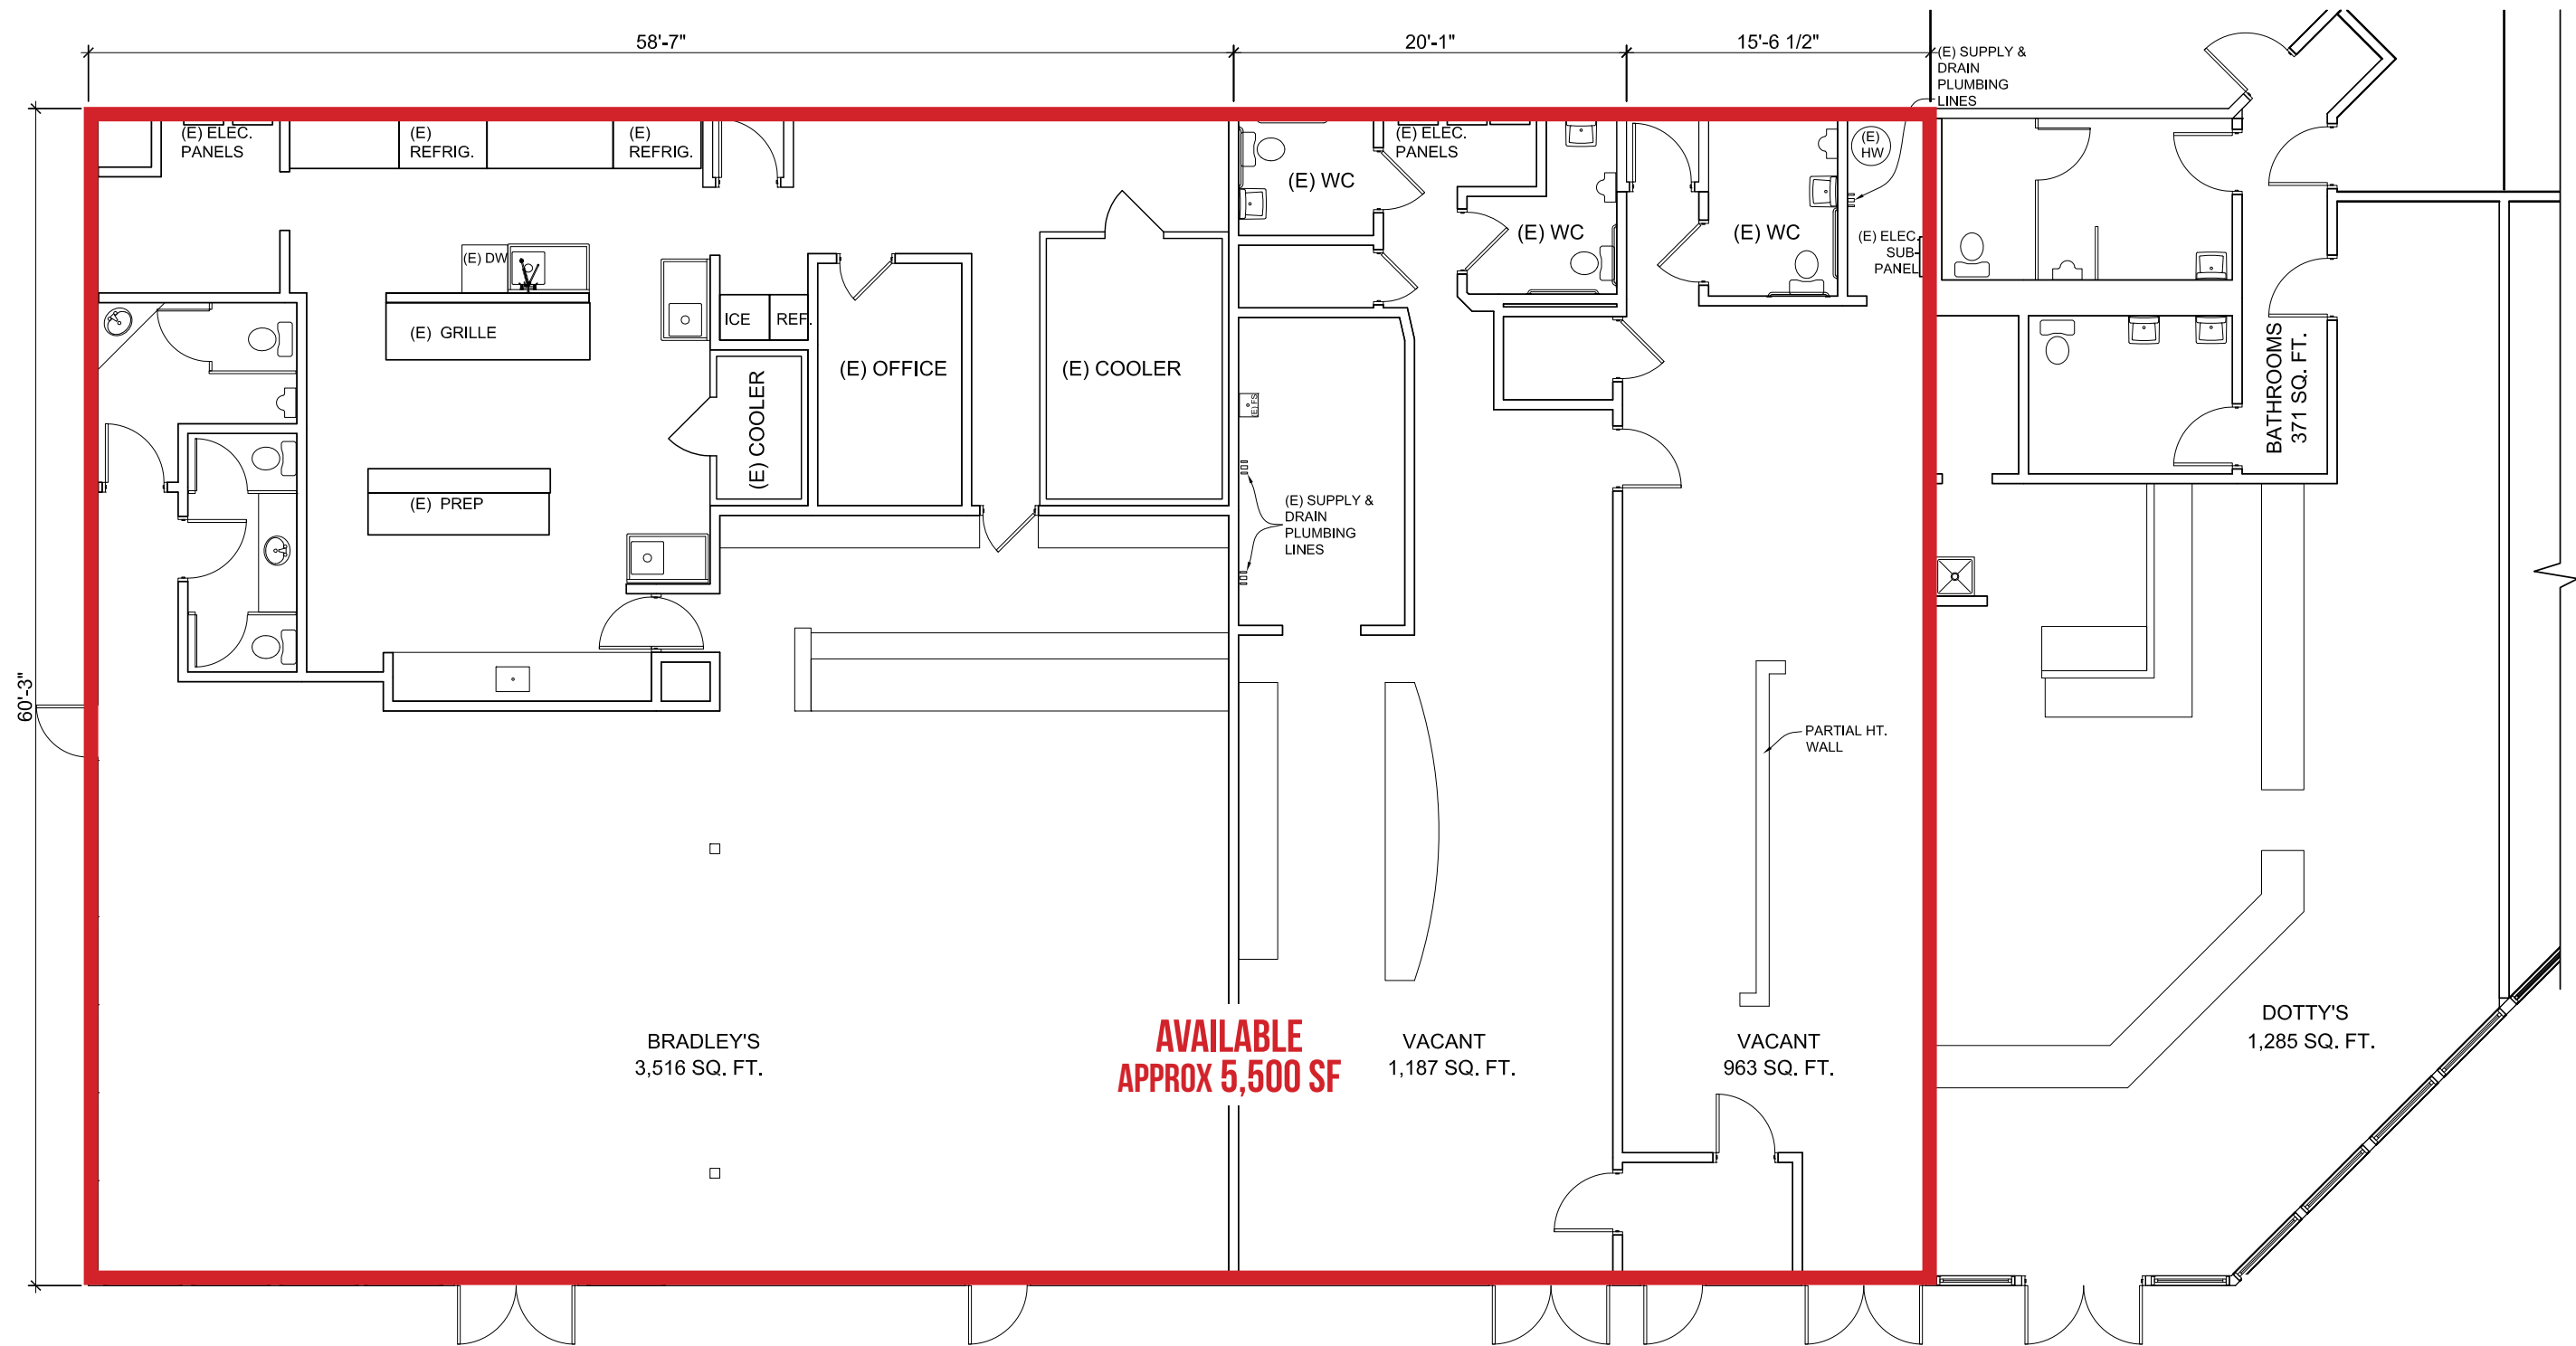 58'-7"
20'-1"
15'-6 1/2"
(E) SUPPLY &
DRAIN
PLUMBING
LINES
(E) ELEC.
PANELS
(E)
REFRIG.
(E)
REFRIG.
(E) WC
(E) ELEC.
PANELS
(E) WC
(E) WC
(E)
HW
(E) ELEC.
SUB-
PANEL
(E) DW
(E) GRILLE
ICE
REF.
(E) COOLER
(E) OFFICE
(E) COOLER
(E) FS
BATHROOMS
371 SQ. FT.
(E) PREP
(E) SUPPLY &
DRAIN
PLUMBING
LINES
60'-3"
PARTIAL HT.
WALL
BRADLEY'S
3,516 SQ. FT.
AVAILABLE
APPROX 5,500 SF
VACANT
1,187 SQ. FT.
VACANT
963 SQ. FT.
DOTTY'S
1,285 SQ. FT.